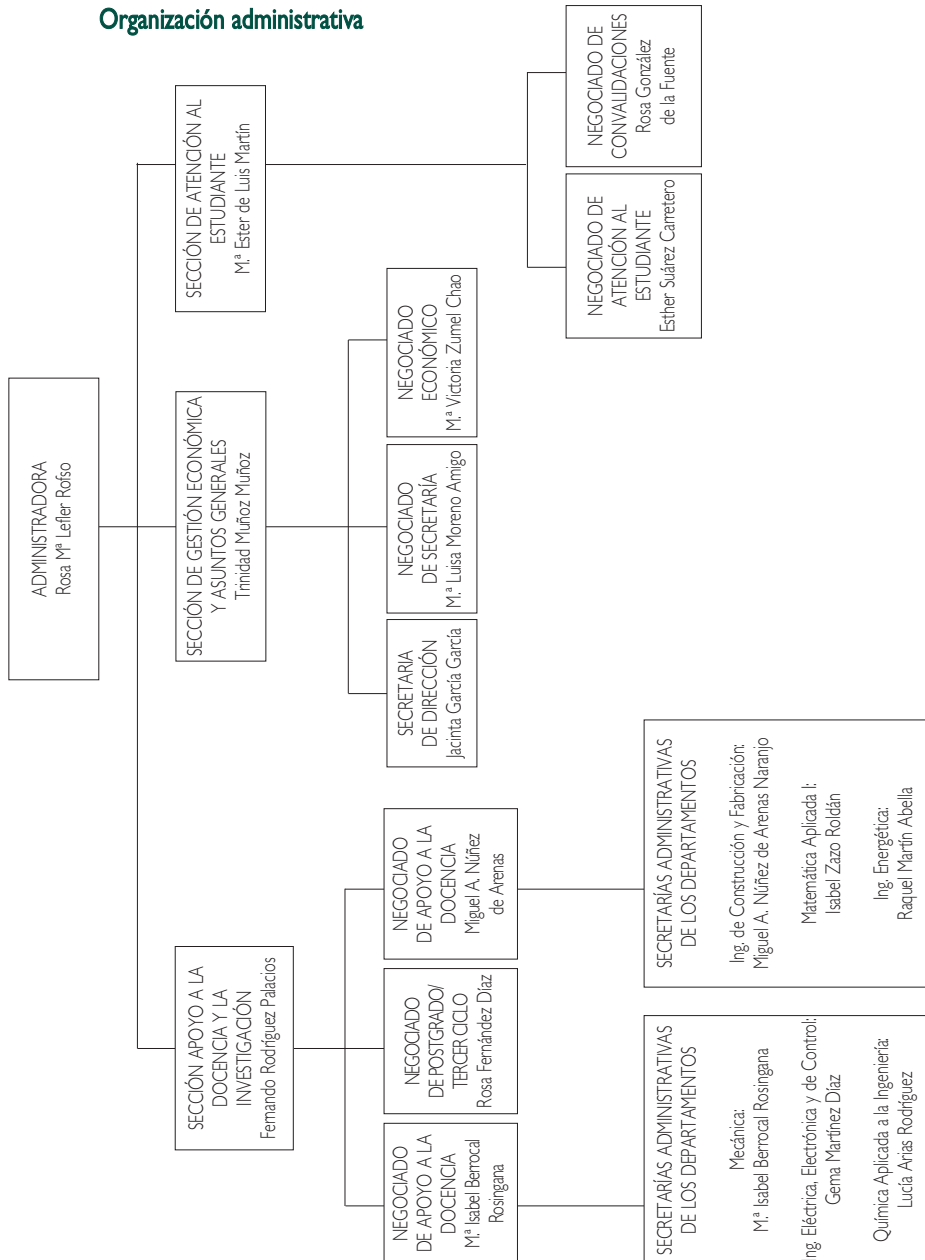 Organización administrativa
ADMINISTRADORA
Rosa Mª Lefler Rofso
SECCIÓN APOYO A LA
DOCENCIA Y LA
INVESTIGACIÓN
Fernando Rodríguez Palacios
SECCIÓN DE GESTIÓN ECONÓMICA
Y ASUNTOS GENERALES
Trinidad Muñoz Muñoz
SECCIÓN DE ATENCIÓN AL
ESTUDIANTE
M.ª Ester de Luis Martín
NEGOCIADO
DE APOYO A LA
DOCENCIA
M.ª Isabel Berrocal
Rosingana
NEGOCIADO
DE POSTGRADO/
TERCER CICLO
Rosa Fernández Díaz
NEGOCIADO
DE APOYO A LA
DOCENCIA
Miguel A. Núñez
de Arenas
SECRETARIA
DE DIRECCIÓN
Jacinta García García
NEGOCIADO
DE SECRETARÍA
M.ª Luisa Moreno Amigo
NEGOCIADO
ECONÓMICO
M.ª Victoria Zumel Chao
NEGOCIADO DE
ATENCIÓN AL
ESTUDIANTE
Esther Suárez Carretero
NEGOCIADO DE
CONVALIDACIONES
Rosa González
de la Fuente
SECRETARÍAS ADMINISTRATIVAS
DE LOS DEPARTAMENTOS
Mecánica:
M.ª Isabel Berrocal Rosingana
Ing. Eléctrica, Electrónica y de Control:
Gema Martínez Díaz
Química Aplicada a la Ingeniería:
Lucía Arias Rodríguez
SECRETARÍAS ADMINISTRATIVAS
DE LOS DEPARTAMENTOS
Ing. de Construcción y Fabricación:
Miguel A. Núñez de Arenas Naranjo
Matemática Aplicada I:
Isabel Zazo Roldán
Ing. Energética:
Raquel Martín Abella